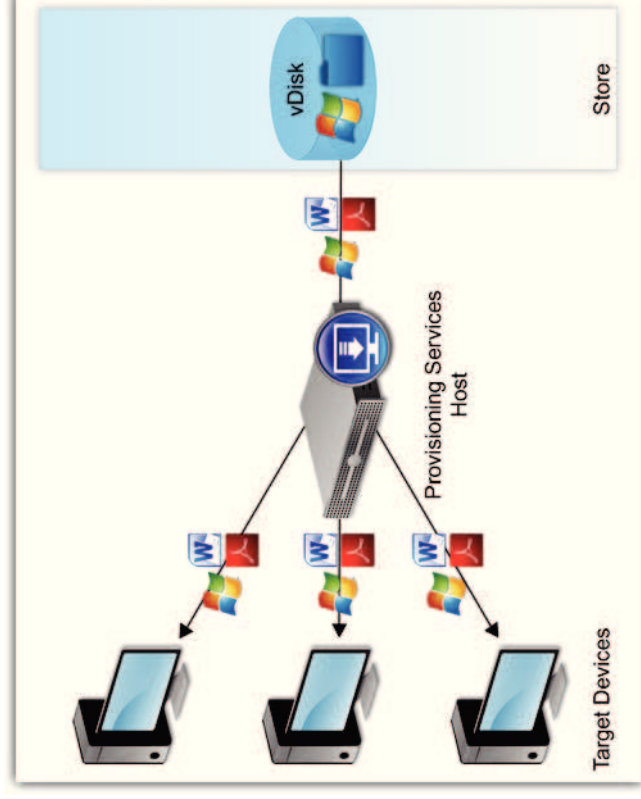 vDisk
Store
W
W
W
W
Provisioning Services
Host
Target Devices